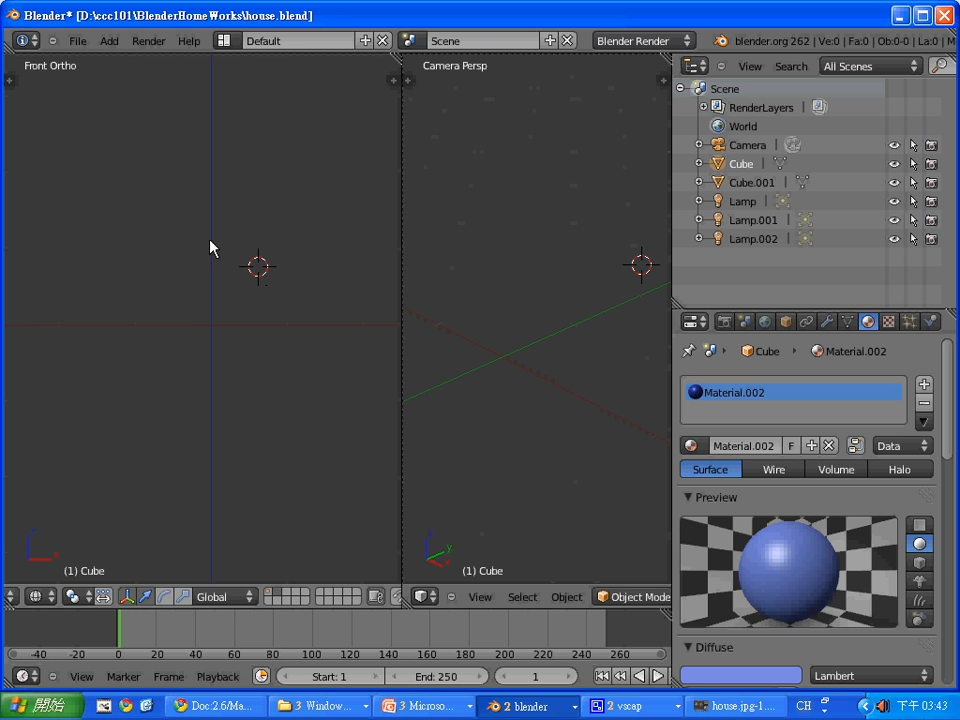 Blender* [D:\ccc101\BlenderHomeWorks\house.blend]
File Add Render Help Default Scene Blender Render blender.org 262 | Ve:0 | Fa:0 | Ob:0-0 | La:0 | M
Front Ortho
Camera Persp
View Search All Scenes
Scene
RenderLayers
World
Camera
Cube
Cube.001
Lamp
Lamp.001
Lamp.002
Cube Material.002
Material.002
Material.002 F Data
Surface Wire Volume Halo
Preview
Diffuse
Lambert
(1) Cube
(1) Cube
Global
View Select Object Object Mode
-40 -20 0 20 40 60 80 100 120 140 160 180 200 220 240 260
View Marker Frame Playback Start: 1 End: 250 1
開始 Doc:2.6/Ma... 3 Window... 3 Microso... 2 blender 2 vscap house.jpg-1... CH 下午 03:43